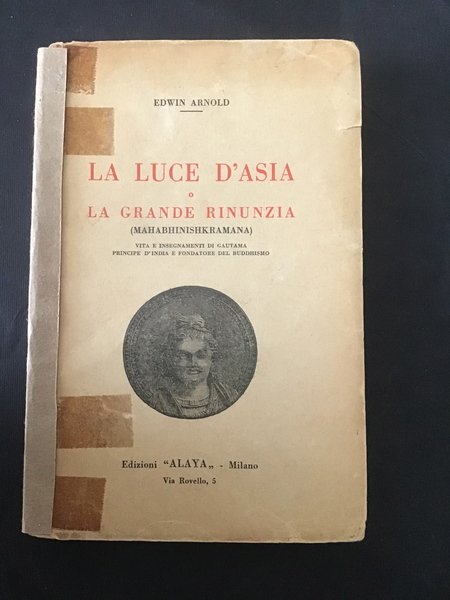 EDWIN ARNOLD
LA LUCE D'ASIA
o
LA GRANDE RINUNZIA
(MAHABHINISHKRAMANA)
VITA E INSEGNAMENTI DI GAUTAMA
PRINCIPE D'INDIA E FONDATORE DEL BUDDHISMO
Edizioni "ALAYA„ - Milano
Via Rovello, 5